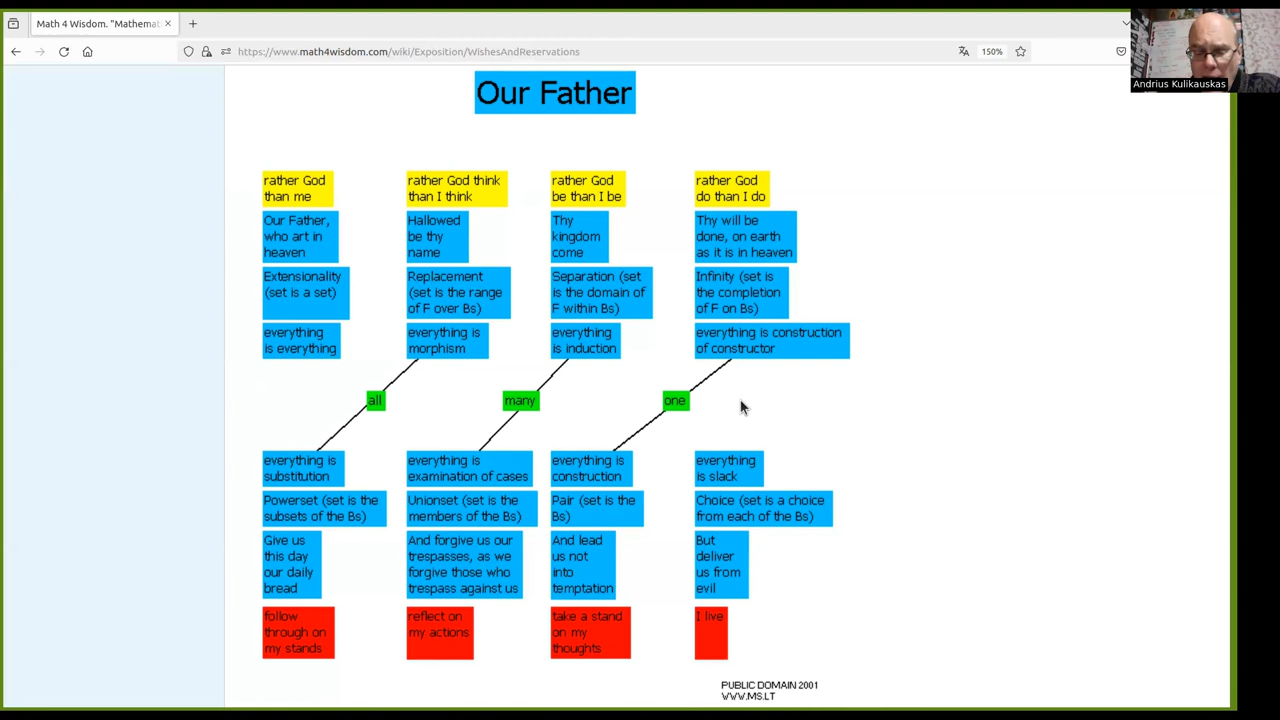 Math 4 Wisdom. "Mathemat
https://www.math4wisdom.com/wiki/Exposition/WishesAndReservations
150%
Andrius Kulikauskas
Our Father
rather God
than me
rather God think
than I think
rather God
be than I be
rather God
do than I do
Our Father,
who art in
heaven
Hallowed
be thy
name
Thy
kingdom
come
Thy will be
done, on earth
as it is in heaven
Extensionality
(set is a set)
Replacement
(set is the range
of F over Bs)
Separation (set
is the domain of
F within Bs)
Infinity (set is
the completion
of F on Bs)
everything
is everything
everything is
morphism
everything
is induction
everything is construction
of constructor
all
many
one
everything is
substitution
everything is
examination of cases
everything is
construction
everything
is slack
Powerset (set is the
subsets of the Bs)
Unionset (set is the
members of the Bs)
Pair (set is the
Bs)
Choice (set is a choice
from each of the Bs)
Give us
this day
our daily
bread
And forgive us our
trespasses, as we
forgive those who
trespass against us
And lead
us not
into
temptation
But
deliver
us from
evil
follow
through on
my stands
reflect on
my actions
take a stand
on my
thoughts
I live
PUBLIC DOMAIN 2001
WWW.MS.LT